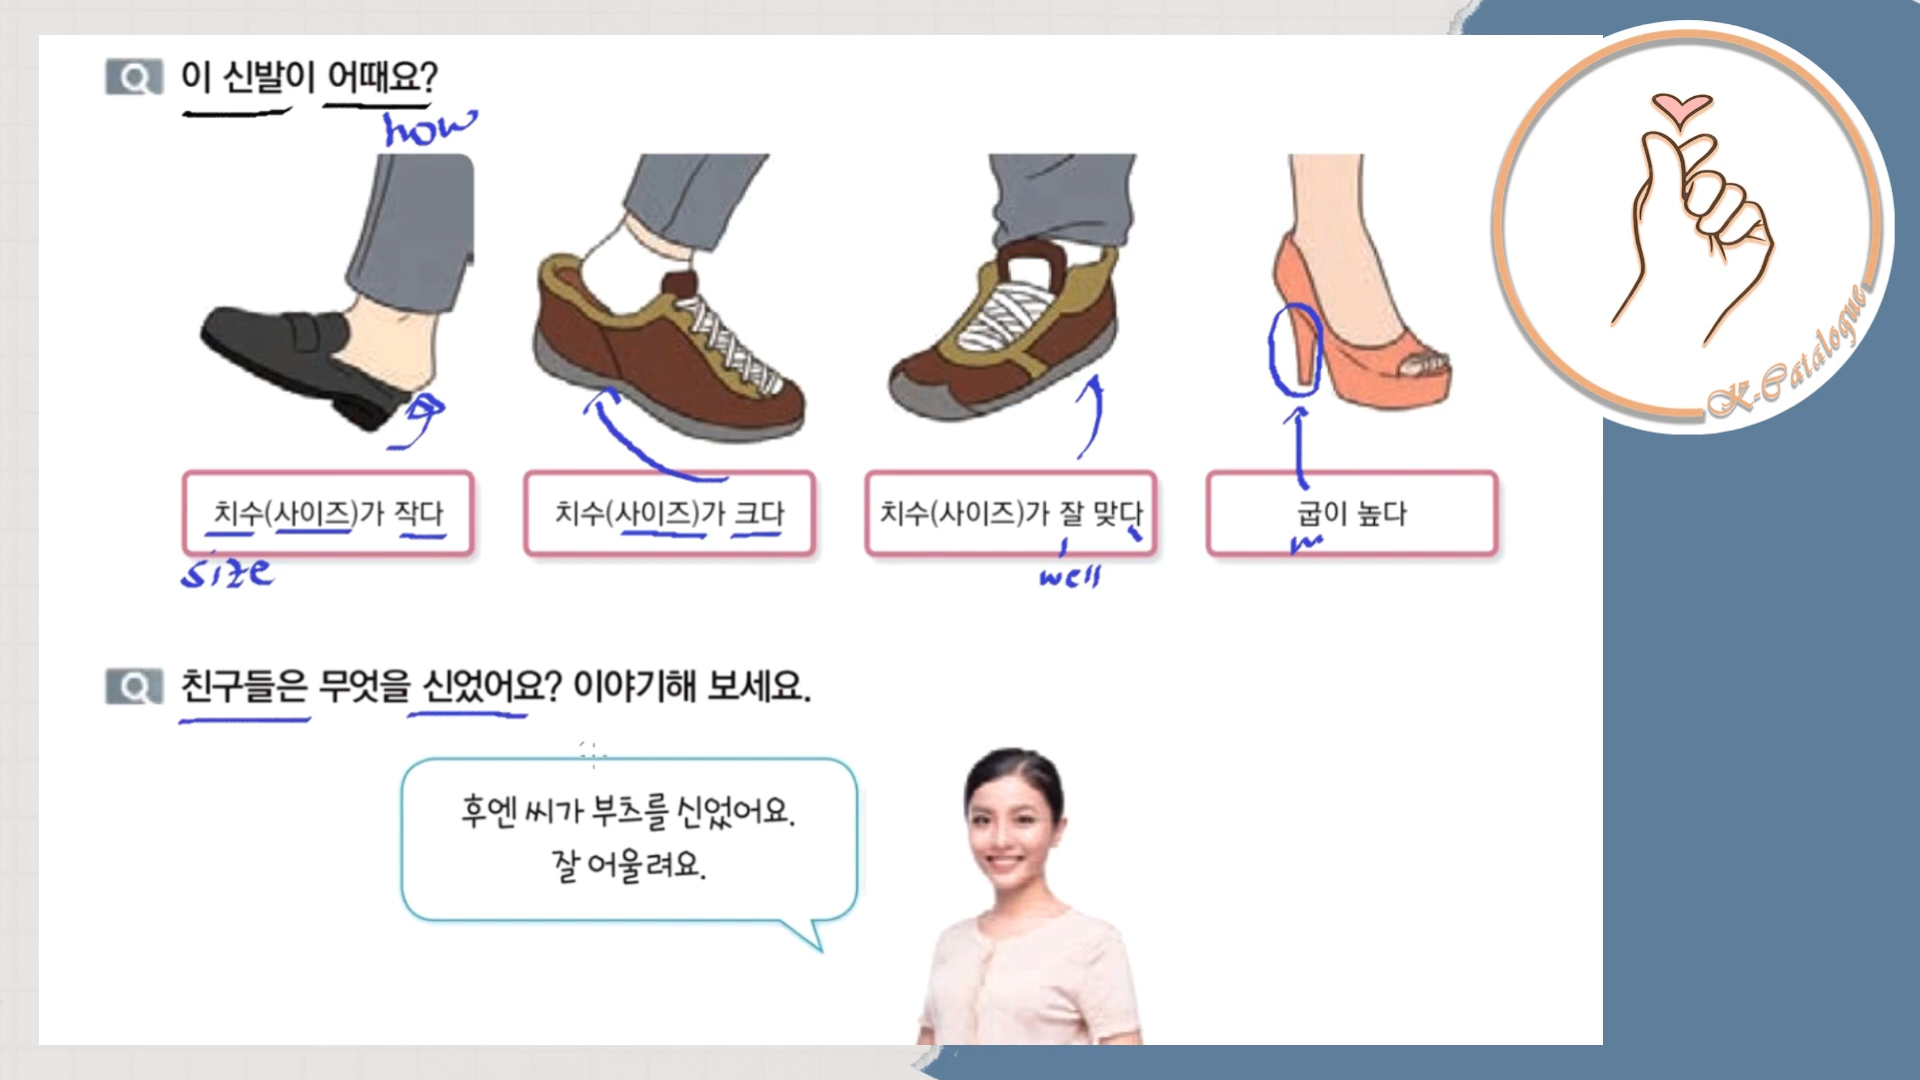 이 신발이 어때요?
how
치수(사이즈)가 작다
치수(사이즈)가 크다
치수(사이즈)가 잘 맞다
굽이 높다
size
well
친구들은 무엇을 신었어요? 이야기해 보세요.
후엔 씨가 부츠를 신었어요.
잘 어울려요.
K-Catalogue